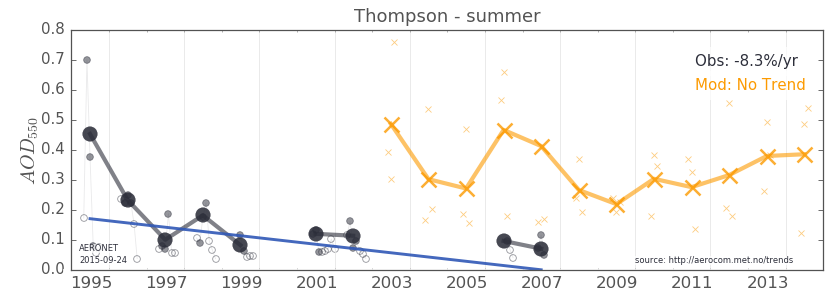 Thompson - summer
0.8
0.7
0.6
0.5
0.4
0.3
0.2
0.1
0.0
AOD550
Obs: -8.3%/yr
Mod: No Trend
AERONET
2015-09-24
source: http://aerocom.met.no/trends
1995 1997 1999 2001 2003 2005 2007 2009 2011 2013